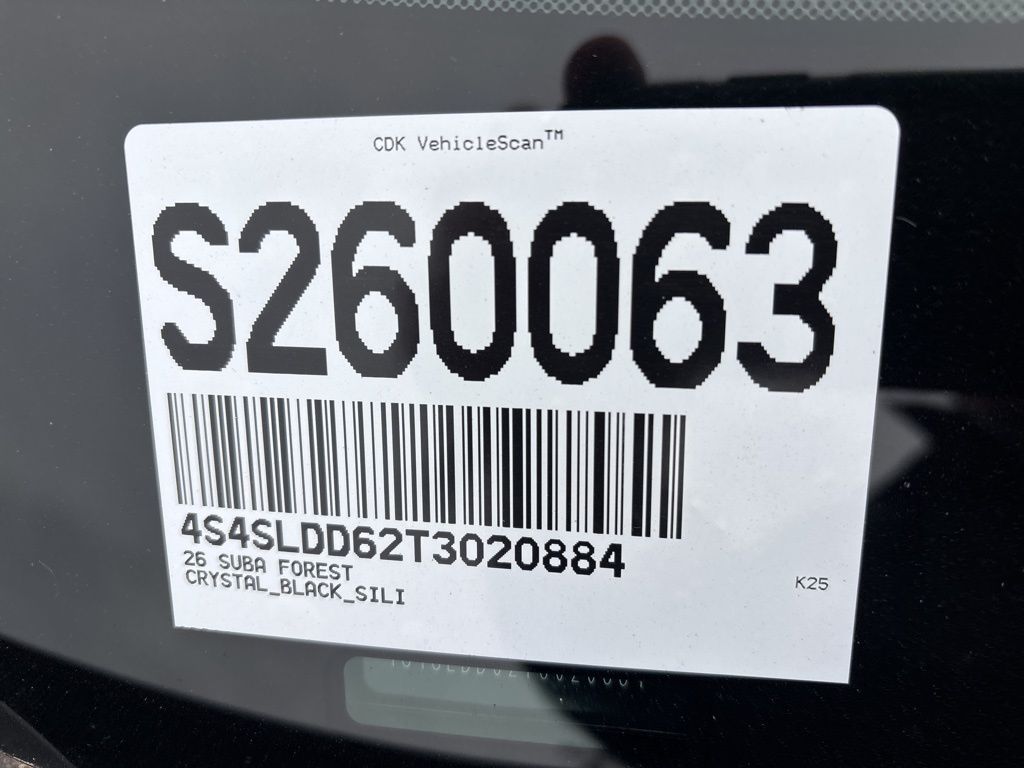 CDK VehicleScan™
S260063
4S4SLDD62T3020884
26 SUBA FOREST
CRYSTAL_BLACK_SILI
K25